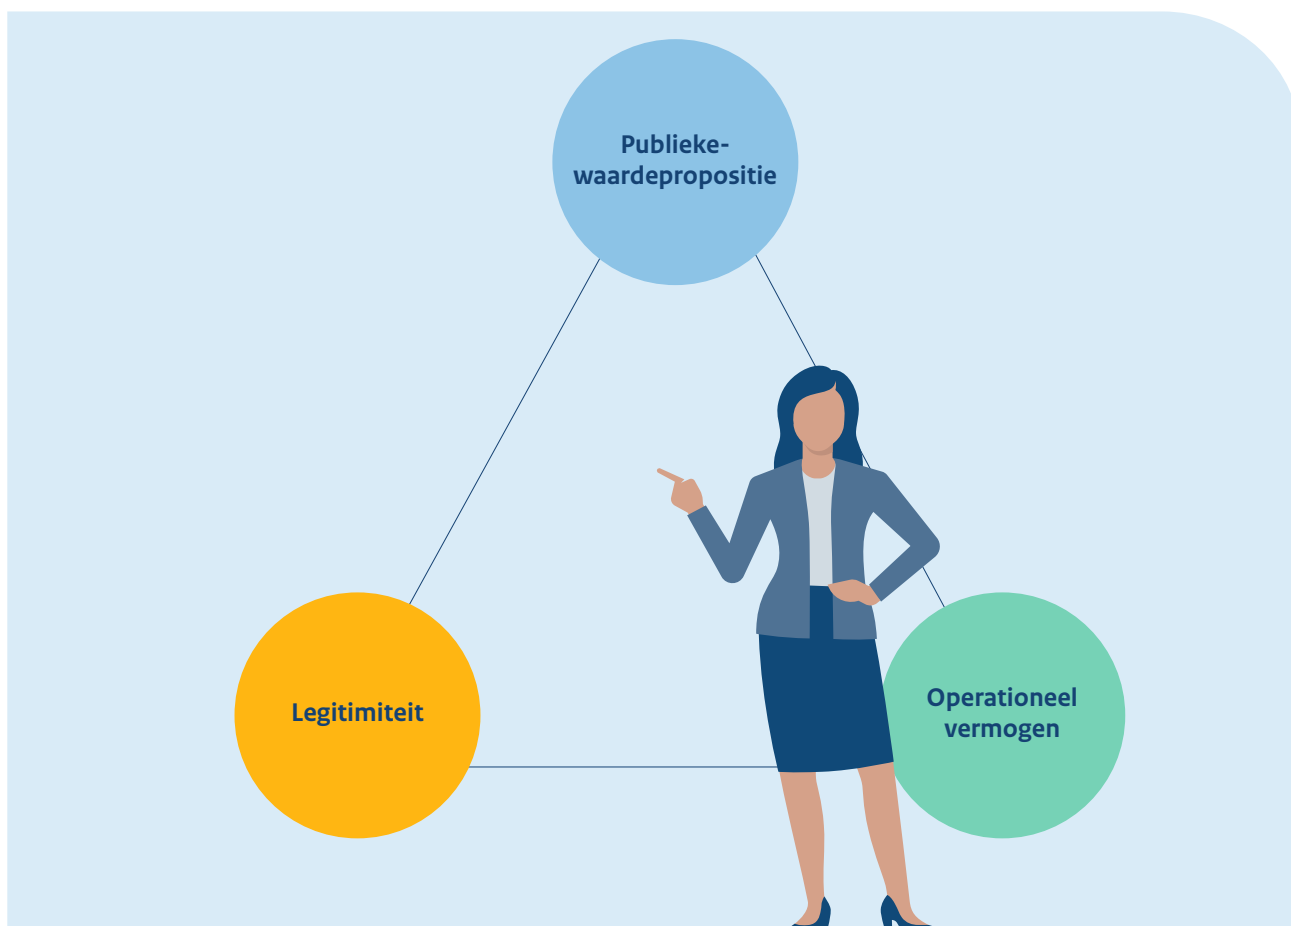 Publieke-
waardepropositie
Legitimiteit
Operationeel
vermogen